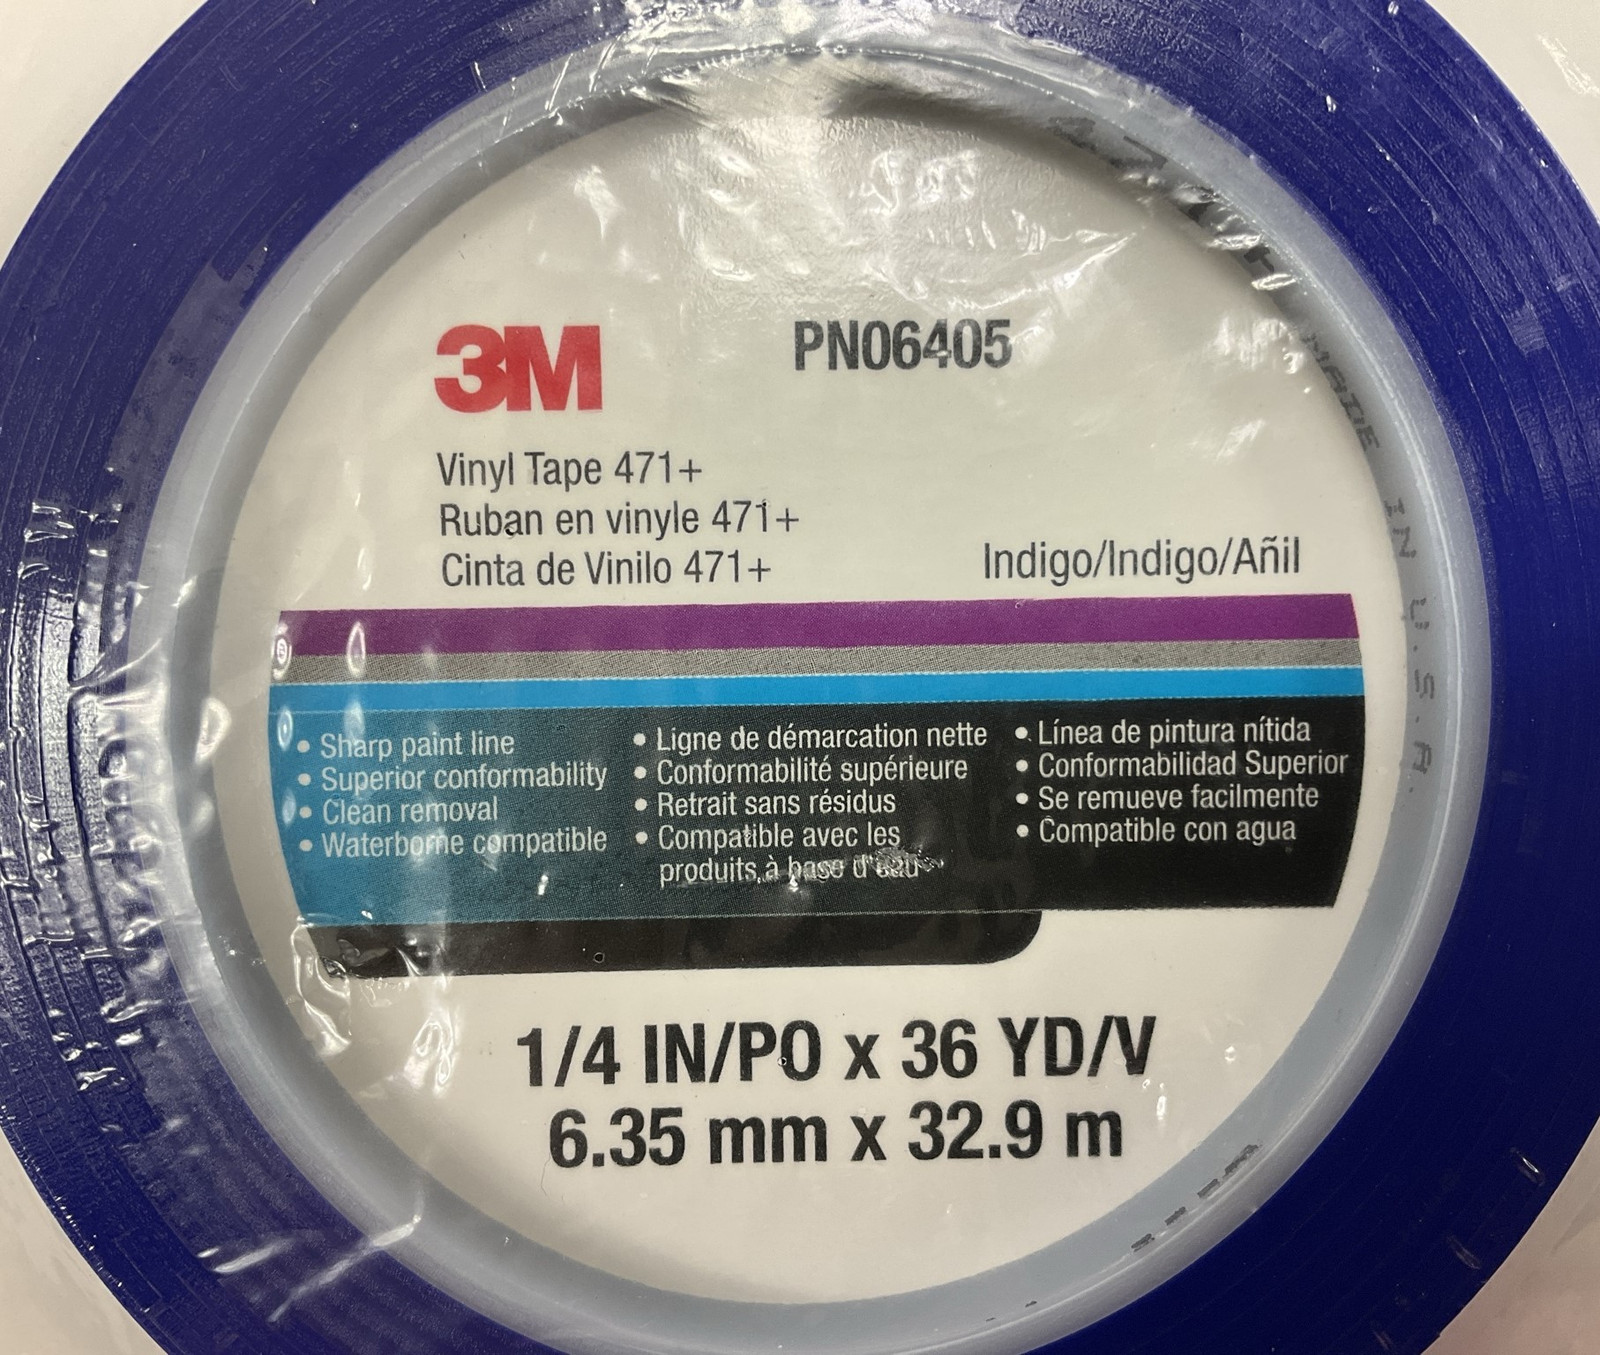 3M
PN06405
Vinyl Tape 471+
Ruban en vinyle 471+
Cinta de Vinilo 471+
Indigo/Indigo/Añil
• Sharp paint line
• Superior conformability
• Clean removal
• Waterborne compatible
• Ligne de démarcation nette
• Conformabilité supérieure
• Retrait sans résidus
• Compatible avec les
produits à base d'eau
• Línea de pintura nítida
• Conformabilidad Superior
• Se remueve facilmente
• Compatible con agua
1/4 IN/PO x 36 YD/V
6.35 mm x 32.9 m
MADE IN U.S.A.